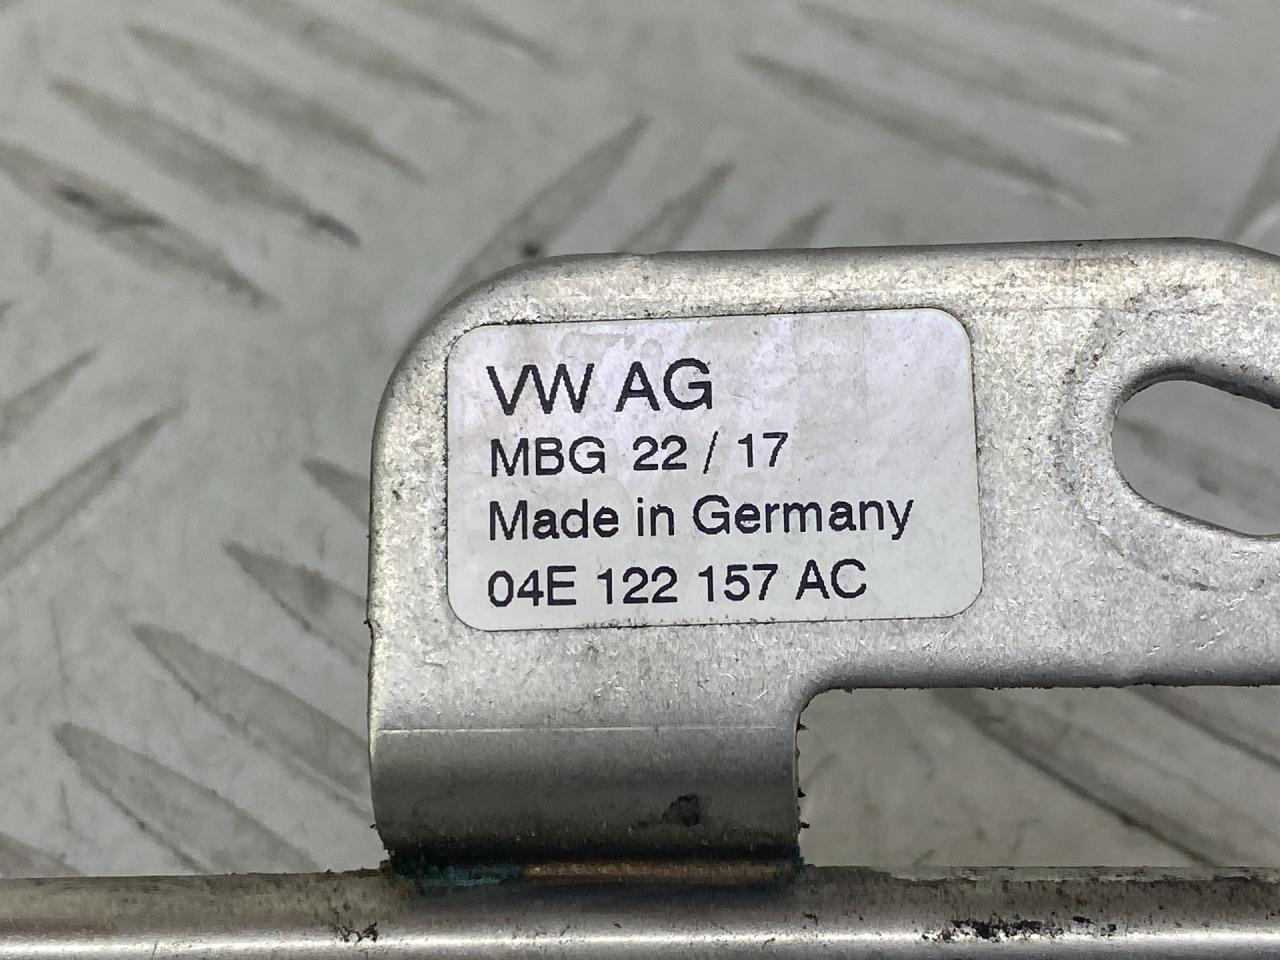 VW AG
MBG 22 / 17
Made in Germany
04E 122 157 AC